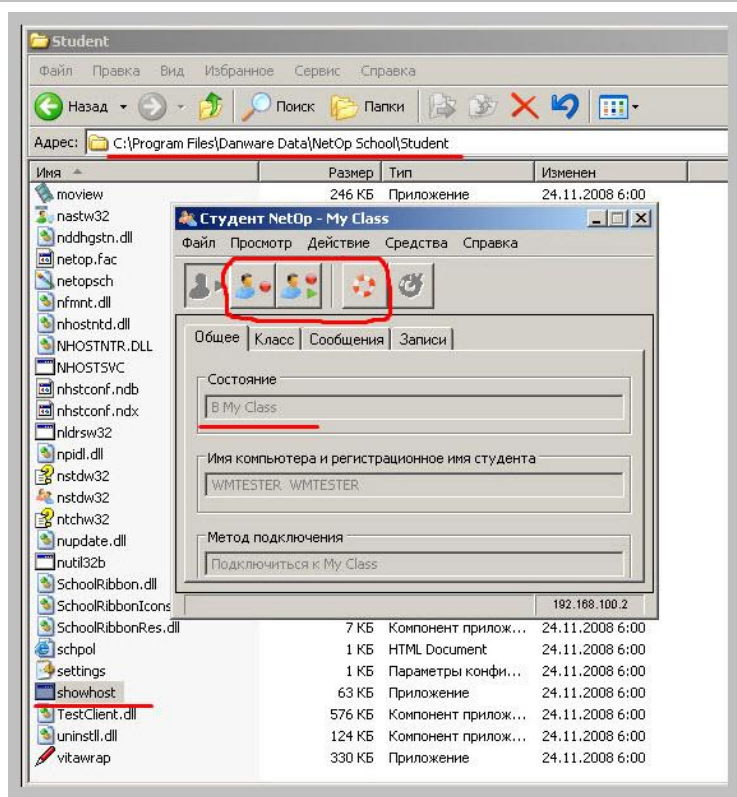 Student
Файл Правка Вид Избранное Сервис Справка
Назад Поиск Папки
Адрес: C:\Program Files\Danware Data\NetOp School\Student
Имя Размер Тип Изменен
moview 246 КБ Приложение 24.11.2008 6:00
nastw32
nddhgstn.dll
netop.fac
netopsch
nfmnt.dll
nhostntd.dll
NHOSTNTR.DLL
NHOSTSVC
nhstconf.ndb
nhstconf.ndx
nldrsw32
npidl.dll
nstdw32
nstdw32
ntchw32
nupdate.dll
nutil32b
SchoolRibbon.dll
SchoolRibbonIcons
SchoolRibbonRes.dll 7 КБ Компонент прилож... 24.11.2008 6:00
schpol 1 КБ HTML Document 24.11.2008 6:00
settings 1 КБ Параметры конфи... 24.11.2008 6:00
showhost 63 КБ Приложение 24.11.2008 6:00
TestClient.dll 576 КБ Компонент прилож... 24.11.2008 6:00
uninstll.dll 124 КБ Компонент прилож... 24.11.2008 6:00
vitawrap 330 КБ Приложение 24.11.2008 6:00
Студент NetOp - My Class
Файл Просмотр Действие Средства Справка
Общее Класс Сообщения Записи
Состояние
В My Class
Имя компьютера и регистрационное имя студента
WMTESTER WMTESTER
Метод подключения
Подключиться к My Class
192.168.100.2